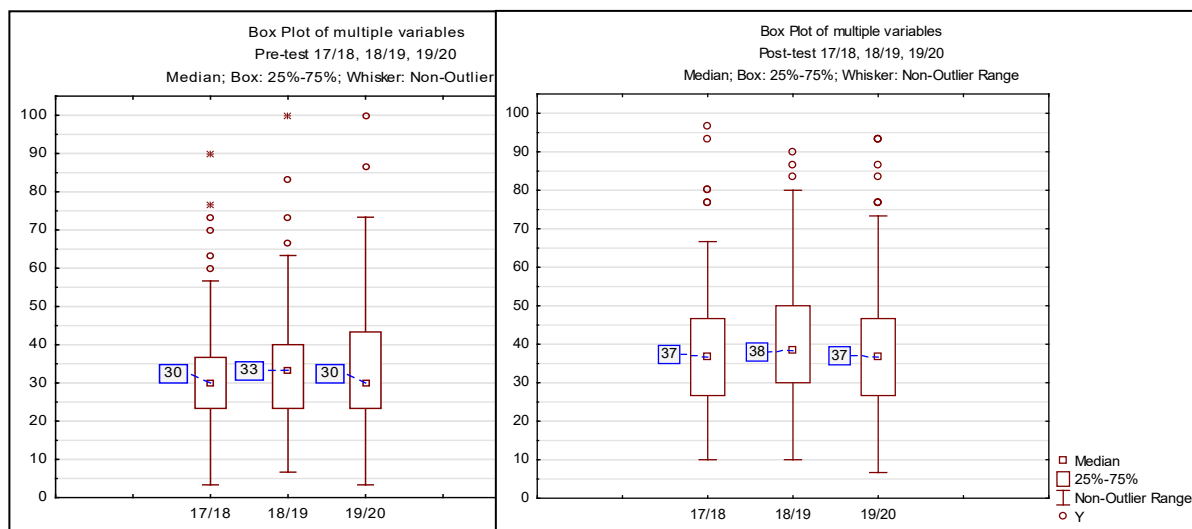 Box Plot of multiple variables
Pre-test 17/18, 18/19, 19/20
Median; Box: 25%-75%; Whisker: Non-Outlier
100
90
80
70
60
50
40
30
20
10
0
30
33
30
17/18 18/19 19/20
Box Plot of multiple variables
Post-test 17/18, 18/19, 19/20
Median; Box: 25%-75%; Whisker: Non-Outlier Range
100
90
80
70
60
50
40
30
20
10
0
37
38
37
17/18 18/19 19/20
Median
25%-75%
Non-Outlier Range
Y